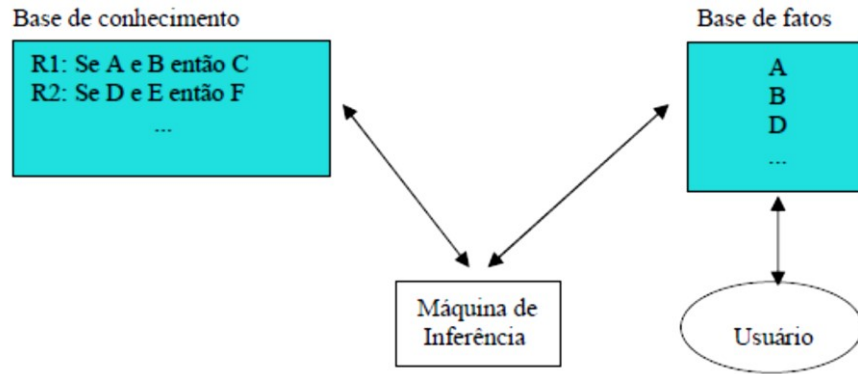 Base de conhecimento
R1: Se A e B então C
R2: Se D e E então F
...
Base de fatos
A
B
D
...
Máquina de
Inferência
Usuário